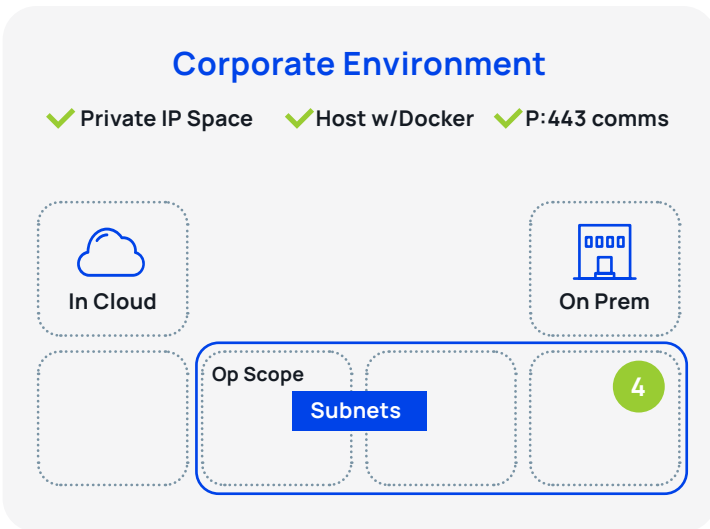 Corporate Environment
Private IP Space Host w/Docker P:443 comms
In Cloud
On Prem
Op Scope
4
Subnets